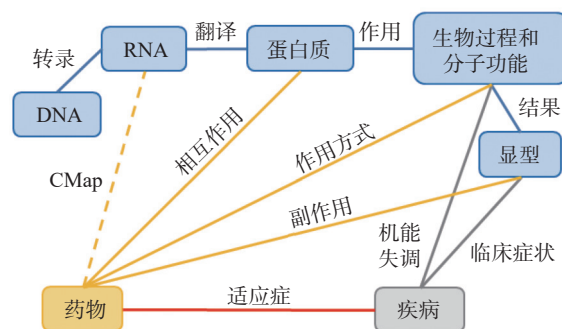 转录
RNA
翻译
蛋白质
作用
生物过程和
分子功能
DNA
结果
显型
CMap
相互作用
作用方式
副作用
机能
失调
临床症状
药物
适应症
疾病